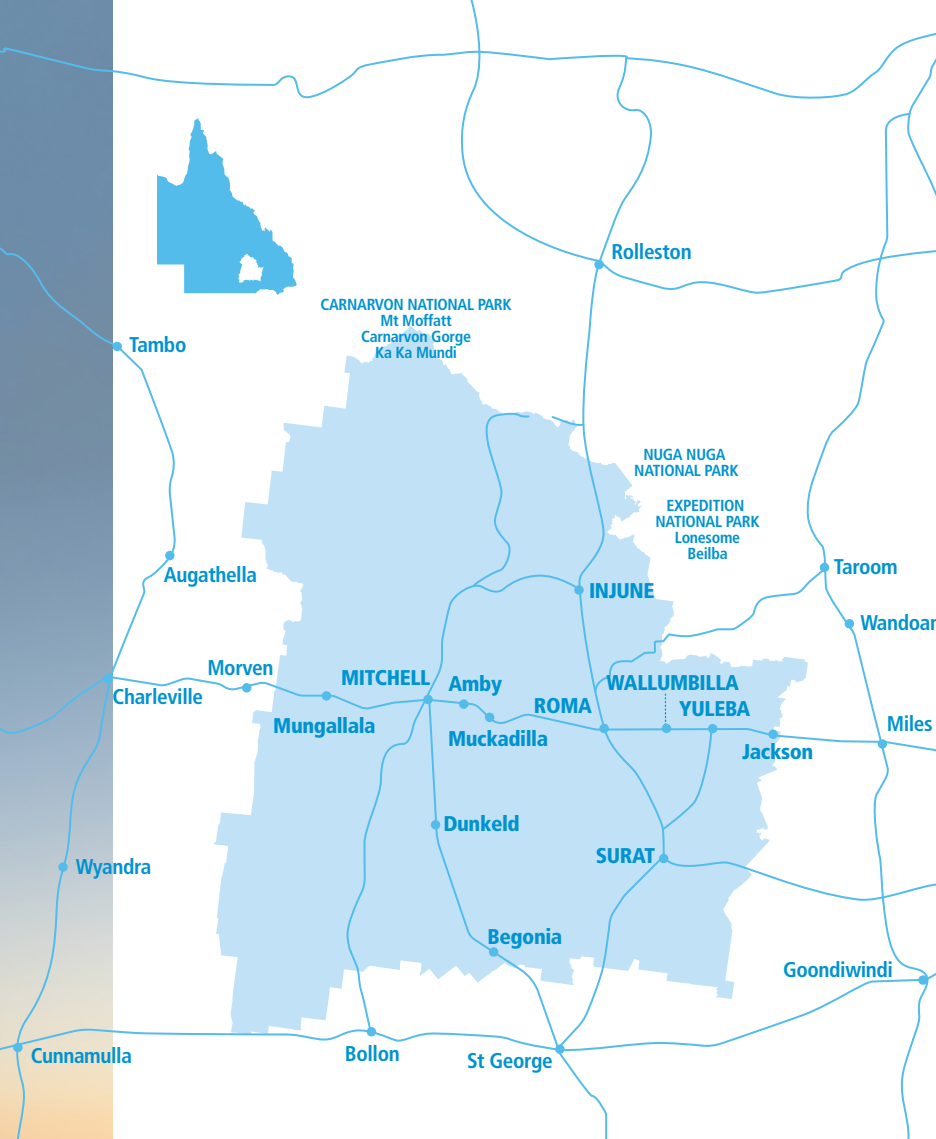 Rolleston
CARNARVON NATIONAL PARK
Mt Moffatt
Carnarvon Gorge
Ka Ka Mundi
Tambo
NUGA NUGA
NATIONAL PARK
EXPEDITION
NATIONAL PARK
Lonesome
Beilba
Taroom
Augathella
INJUNE
Wandoan
Morven
MITCHELL
Amby
WALLUMBILLA
Charleville
ROMA
YULEBA
Mungallala
Muckadilla
Miles
Jackson
Dunkeld
SURAT
Wyandra
Begonia
Goondiwindi
Cunnamulla
Bollon
St George